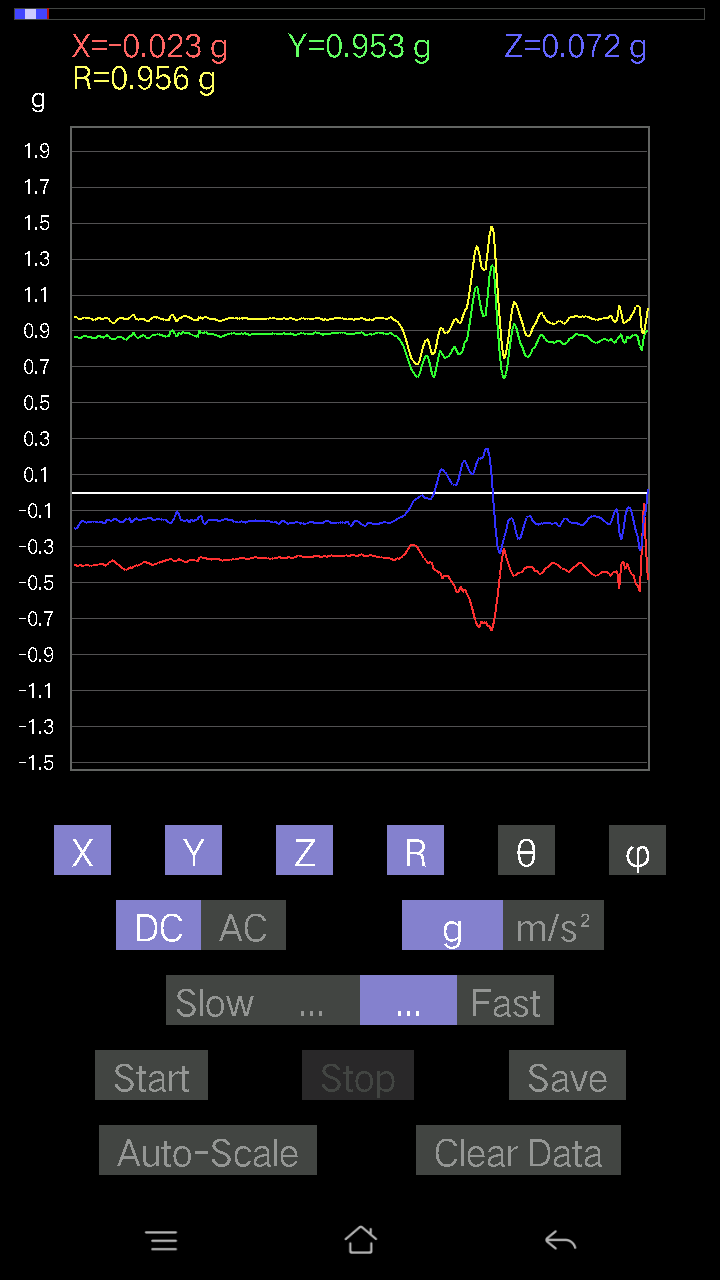 X=-0.023 g Y=0.953 g Z=0.072 g
R=0.956 g
g
1.9
1.7
1.5
1.3
1.1
0.9
0.7
0.5
0.3
0.1
-0.1
-0.3
-0.5
-0.7
-0.9
-1.1
-1.3
-1.5
X Y Z R θ φ
DC AC g m/s²
Slow ... ... Fast
Start Stop Save
Auto-Scale Clear Data